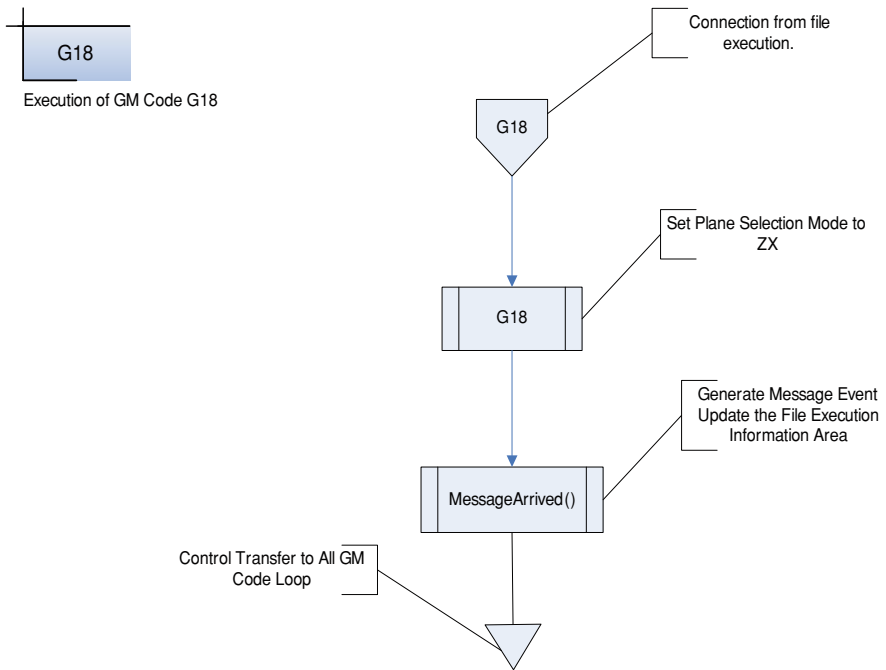 G18
Execution of GM Code G18
Connection from file
execution.
G18
Set Plane Selection Mode to
ZX
G18
Generate Message Event
Update the File Execution
Information Area
MessageArrived()
Control Transfer to All GM
Code Loop